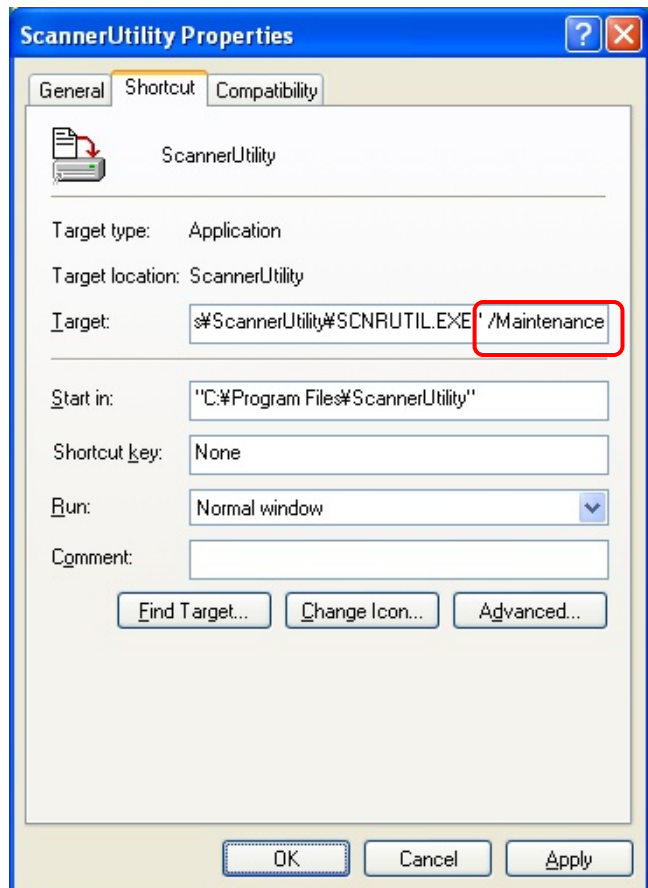 ScannerUtility Properties
General Shortcut Compatibility
ScannerUtility
Target type: Application
Target location: ScannerUtility
Target: s¥ScannerUtility¥SCNRUTIL.EXE" /Maintenance
Start in: "C:¥Program Files¥ScannerUtility"
Shortcut key: None
Run: Normal window
Comment:
Find Target... Change Icon... Advanced...
OK Cancel Apply